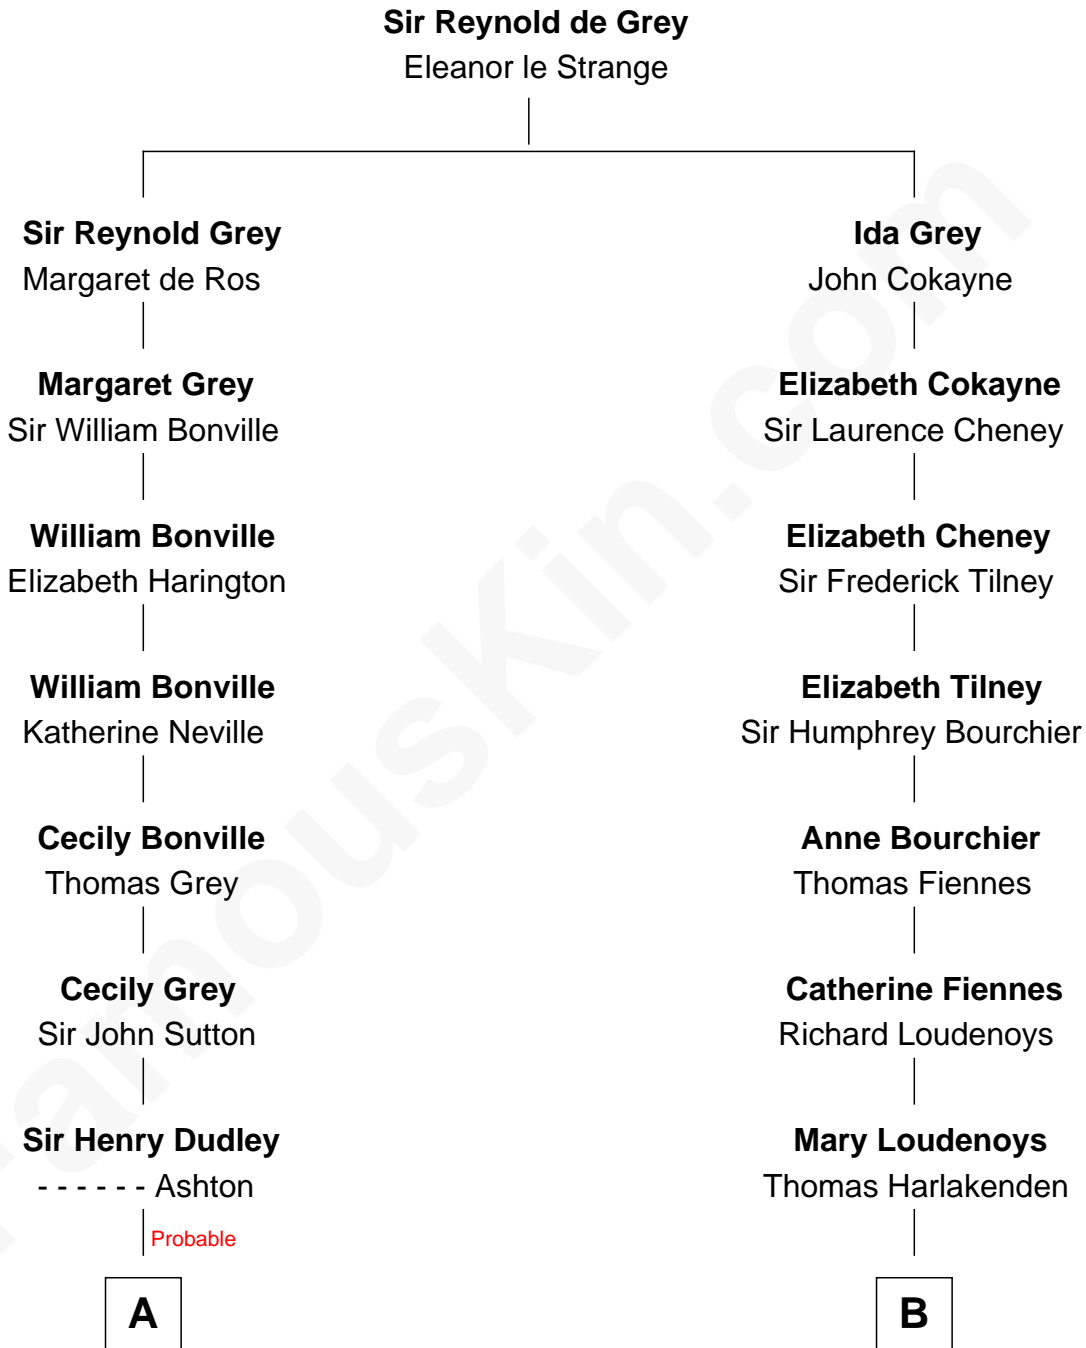 Sir Reynold de Grey
Eleanor le Strange
Sir Reynold Grey
Margaret de Ros
Margaret Grey
Sir William Bonville
William Bonville
Elizabeth Harington
William Bonville
Katherine Neville
Cecily Bonville
Thomas Grey
Cecily Grey
Sir John Sutton
Sir Henry Dudley
- - - - - - Ashton
Probable
A
Ida Grey
John Cokayne
Elizabeth Cokayne
Sir Laurence Cheney
Elizabeth Cheney
Sir Frederick Tilney
Elizabeth Tilney
Sir Humphrey Bourchier
Anne Bourchier
Thomas Fiennes
Catherine Fiennes
Richard Loudenoys
Mary Loudenoys
Thomas Harlakenden
B
FamousKin.com